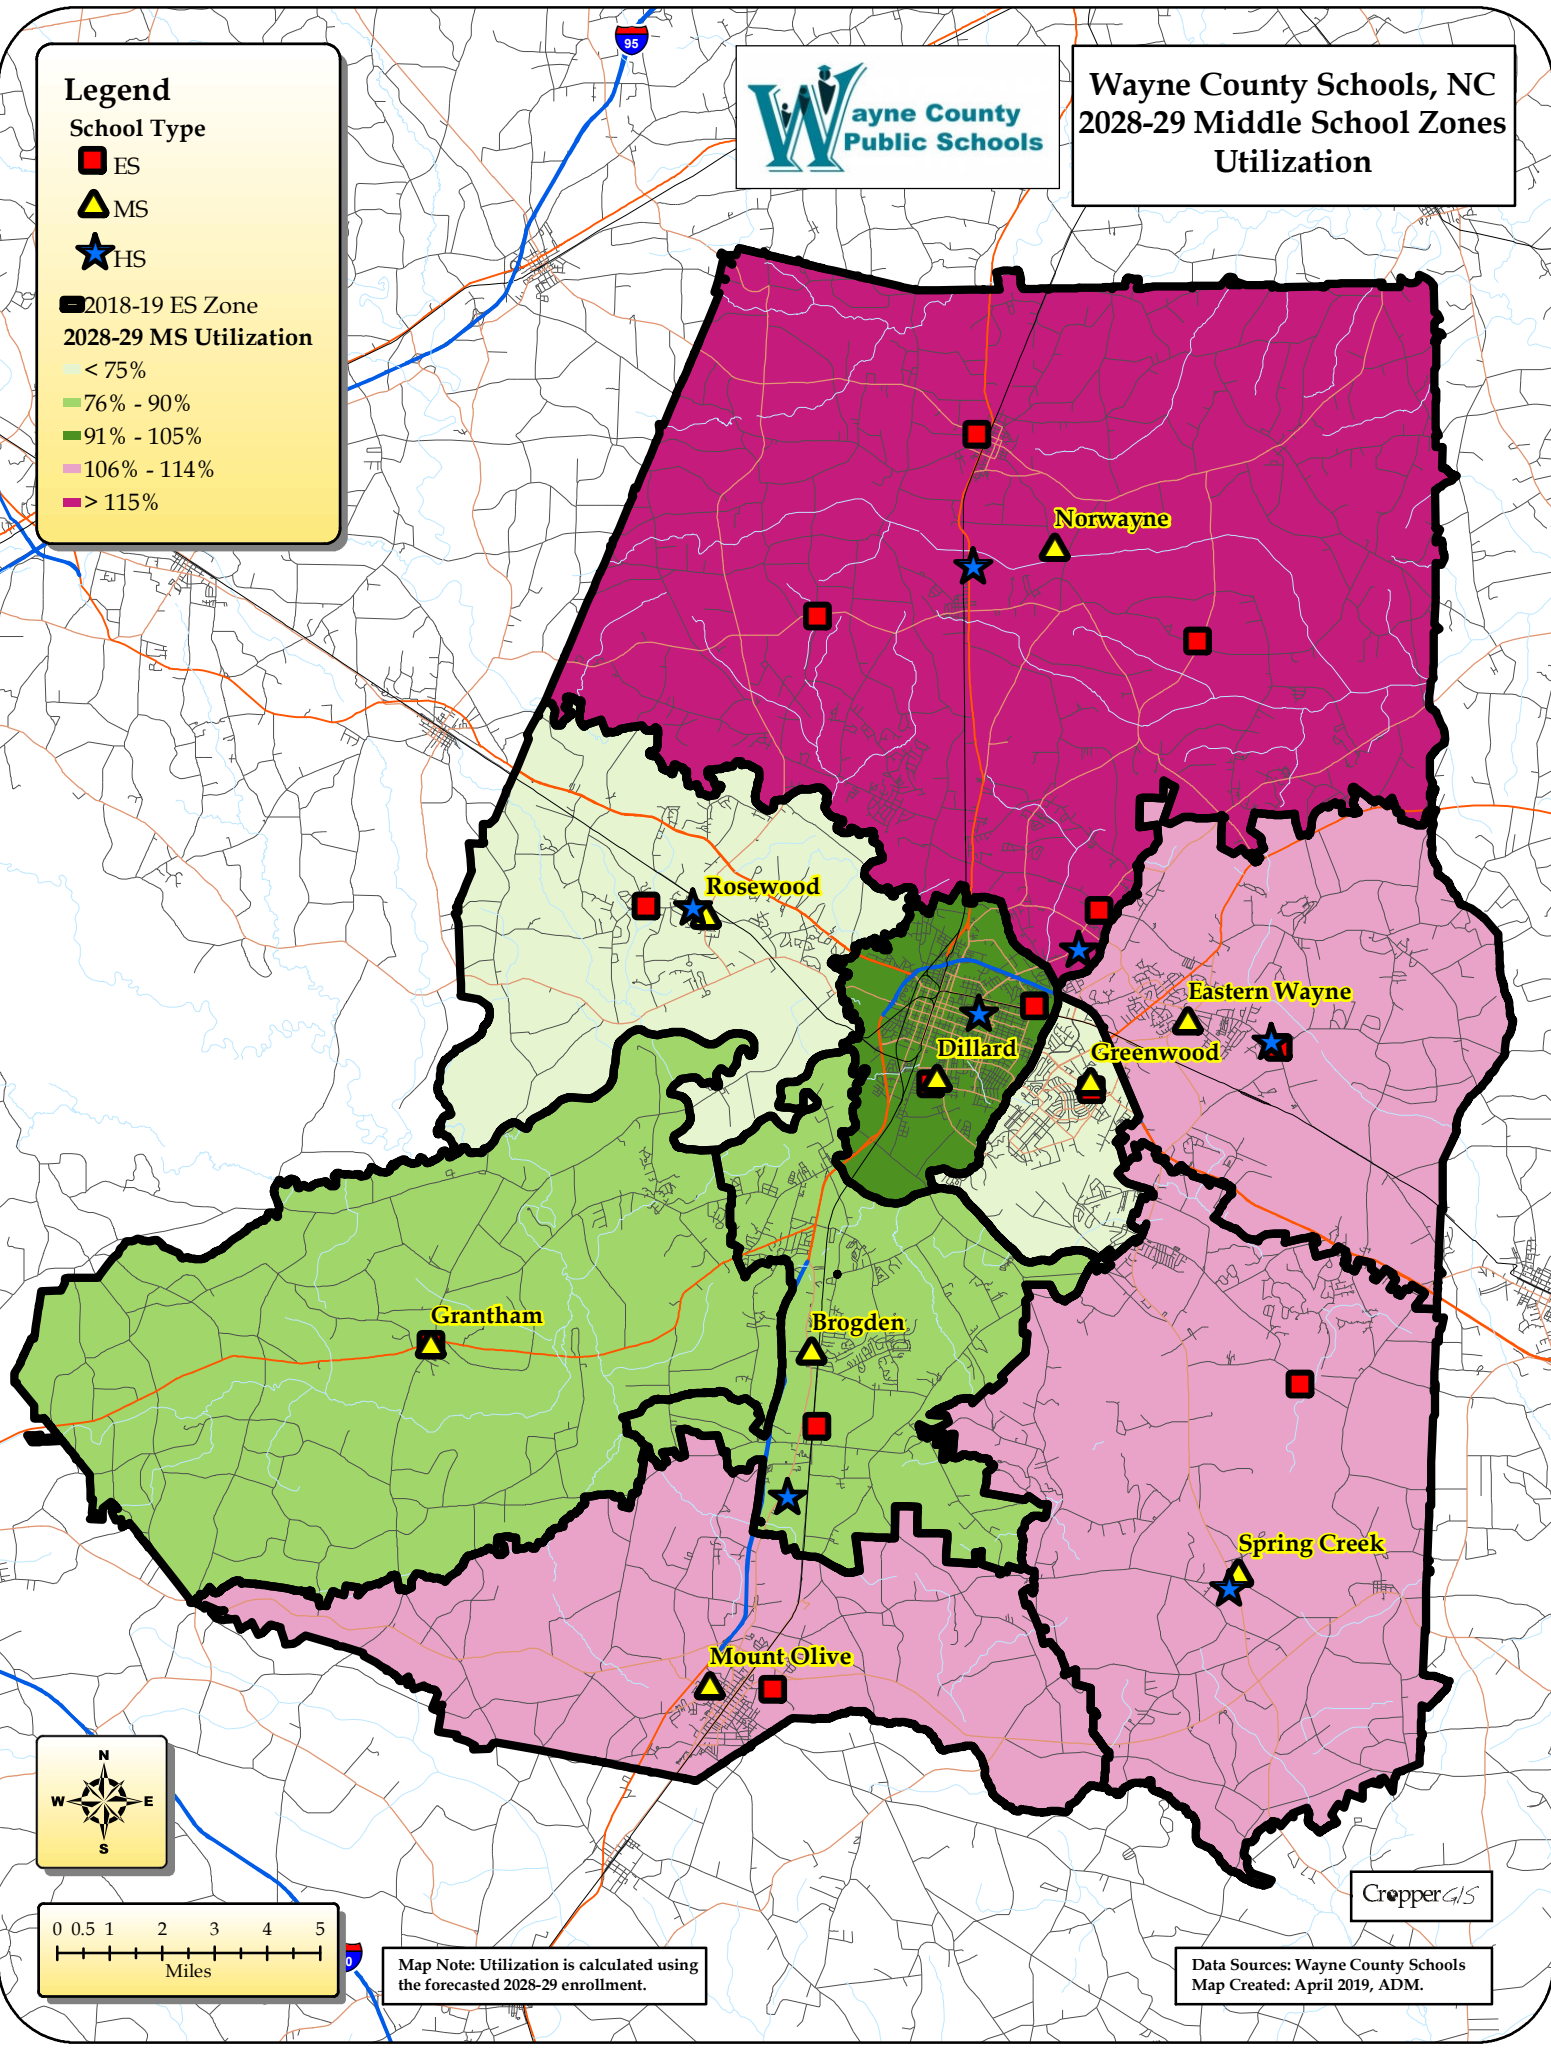 95
Legend
School Type
ES
MS
HS
2018-19 ES Zone
2028-29 MS Utilization
< 75%
76% - 90%
91% - 105%
106% - 114%
> 115%
Wayne County
Public Schools
Wayne County Schools, NC
2028-29 Middle School Zones
Utilization
Norwayne
Rosewood
Eastern Wayne
Dillard
Greenwood
Grantham
Brogden
Spring Creek
Mount Olive
N
W E
S
0 0.5 1 2 3 4 5
Miles
Map Note: Utilization is calculated using
the forecasted 2028-29 enrollment.
CropperGIS
Data Sources: Wayne County Schools
Map Created: April 2019, ADM.